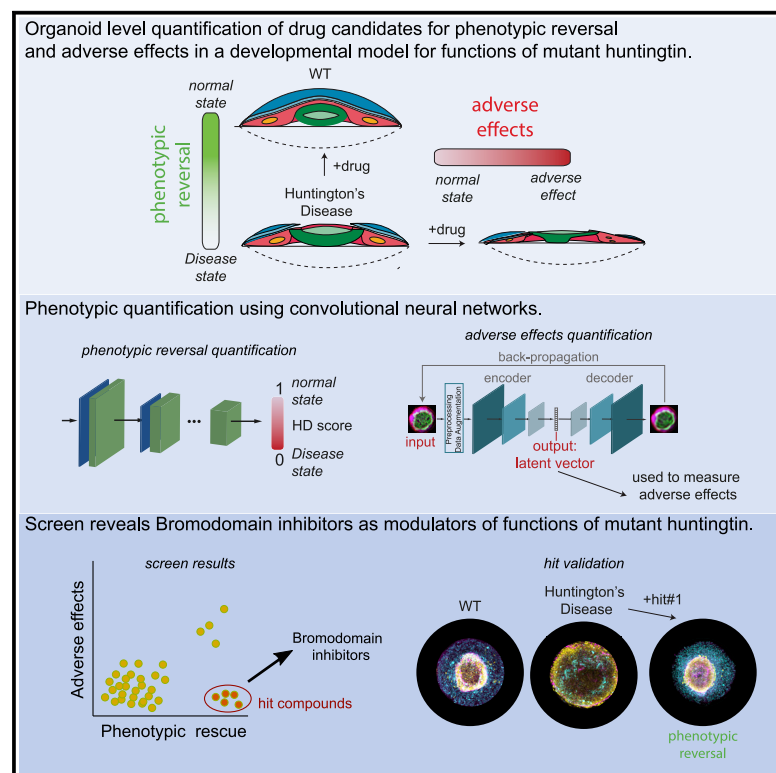 Organoid level quantification of drug candidates for phenotypic reversal
and adverse effects in a developmental model for functions of mutant huntingtin.
WT
normal
state
phenotypic
reversal
Disease state
+drug
Huntington's
Disease
adverse
effects
normal
state
adverse
effect
+drug
Phenotypic quantification using convolutional neural networks.
phenotypic reversal quantification
1
normal
state
HD score
0
Disease
state
adverse effects quantification
back-propagation
encoder
decoder
input
Preprocessing
Data Augmentation
output:
latent vector
used to measure
adverse effects
Screen reveals Bromodomain inhibitors as modulators of functions of mutant huntingtin.
screen results
Adverse effects
Phenotypic rescue
Bromodomain
inhibitors
hit compounds
hit validation
WT
Huntington's
Disease
+hit#1
phenotypic
reversal